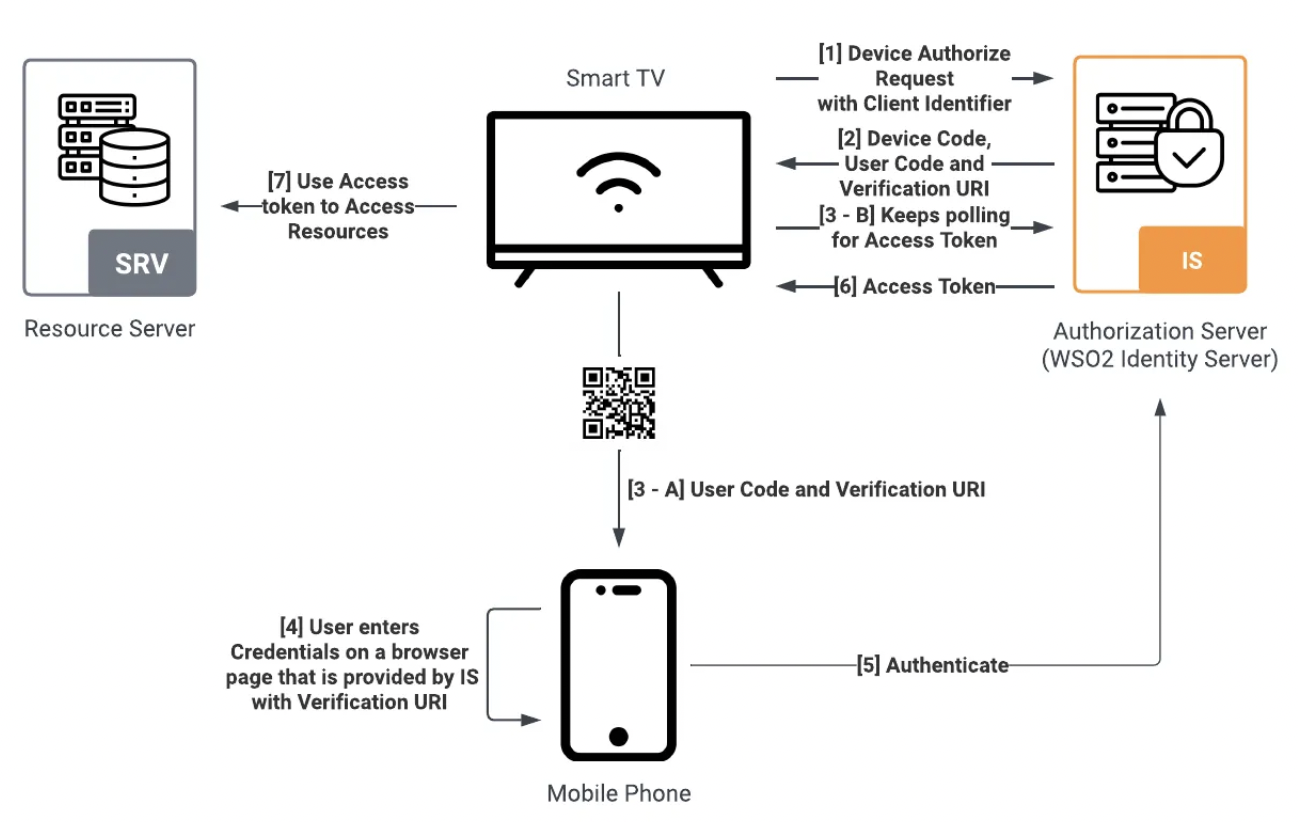 Smart TV
[1] Device Authorize
Request
with Client Identifier
[2] Device Code,
User Code and
Verification URI
[3 - B] Keeps polling
for Access Token
[6] Access Token
[7] Use Access
token to Access
Resources
SRV
Resource Server
IS
Authorization Server
(WSO2 Identity Server)
[3 - A] User Code and Verification URI
[4] User enters
Credentials on a browser
page that is provided by IS
with Verification URI
[5] Authenticate
Mobile Phone